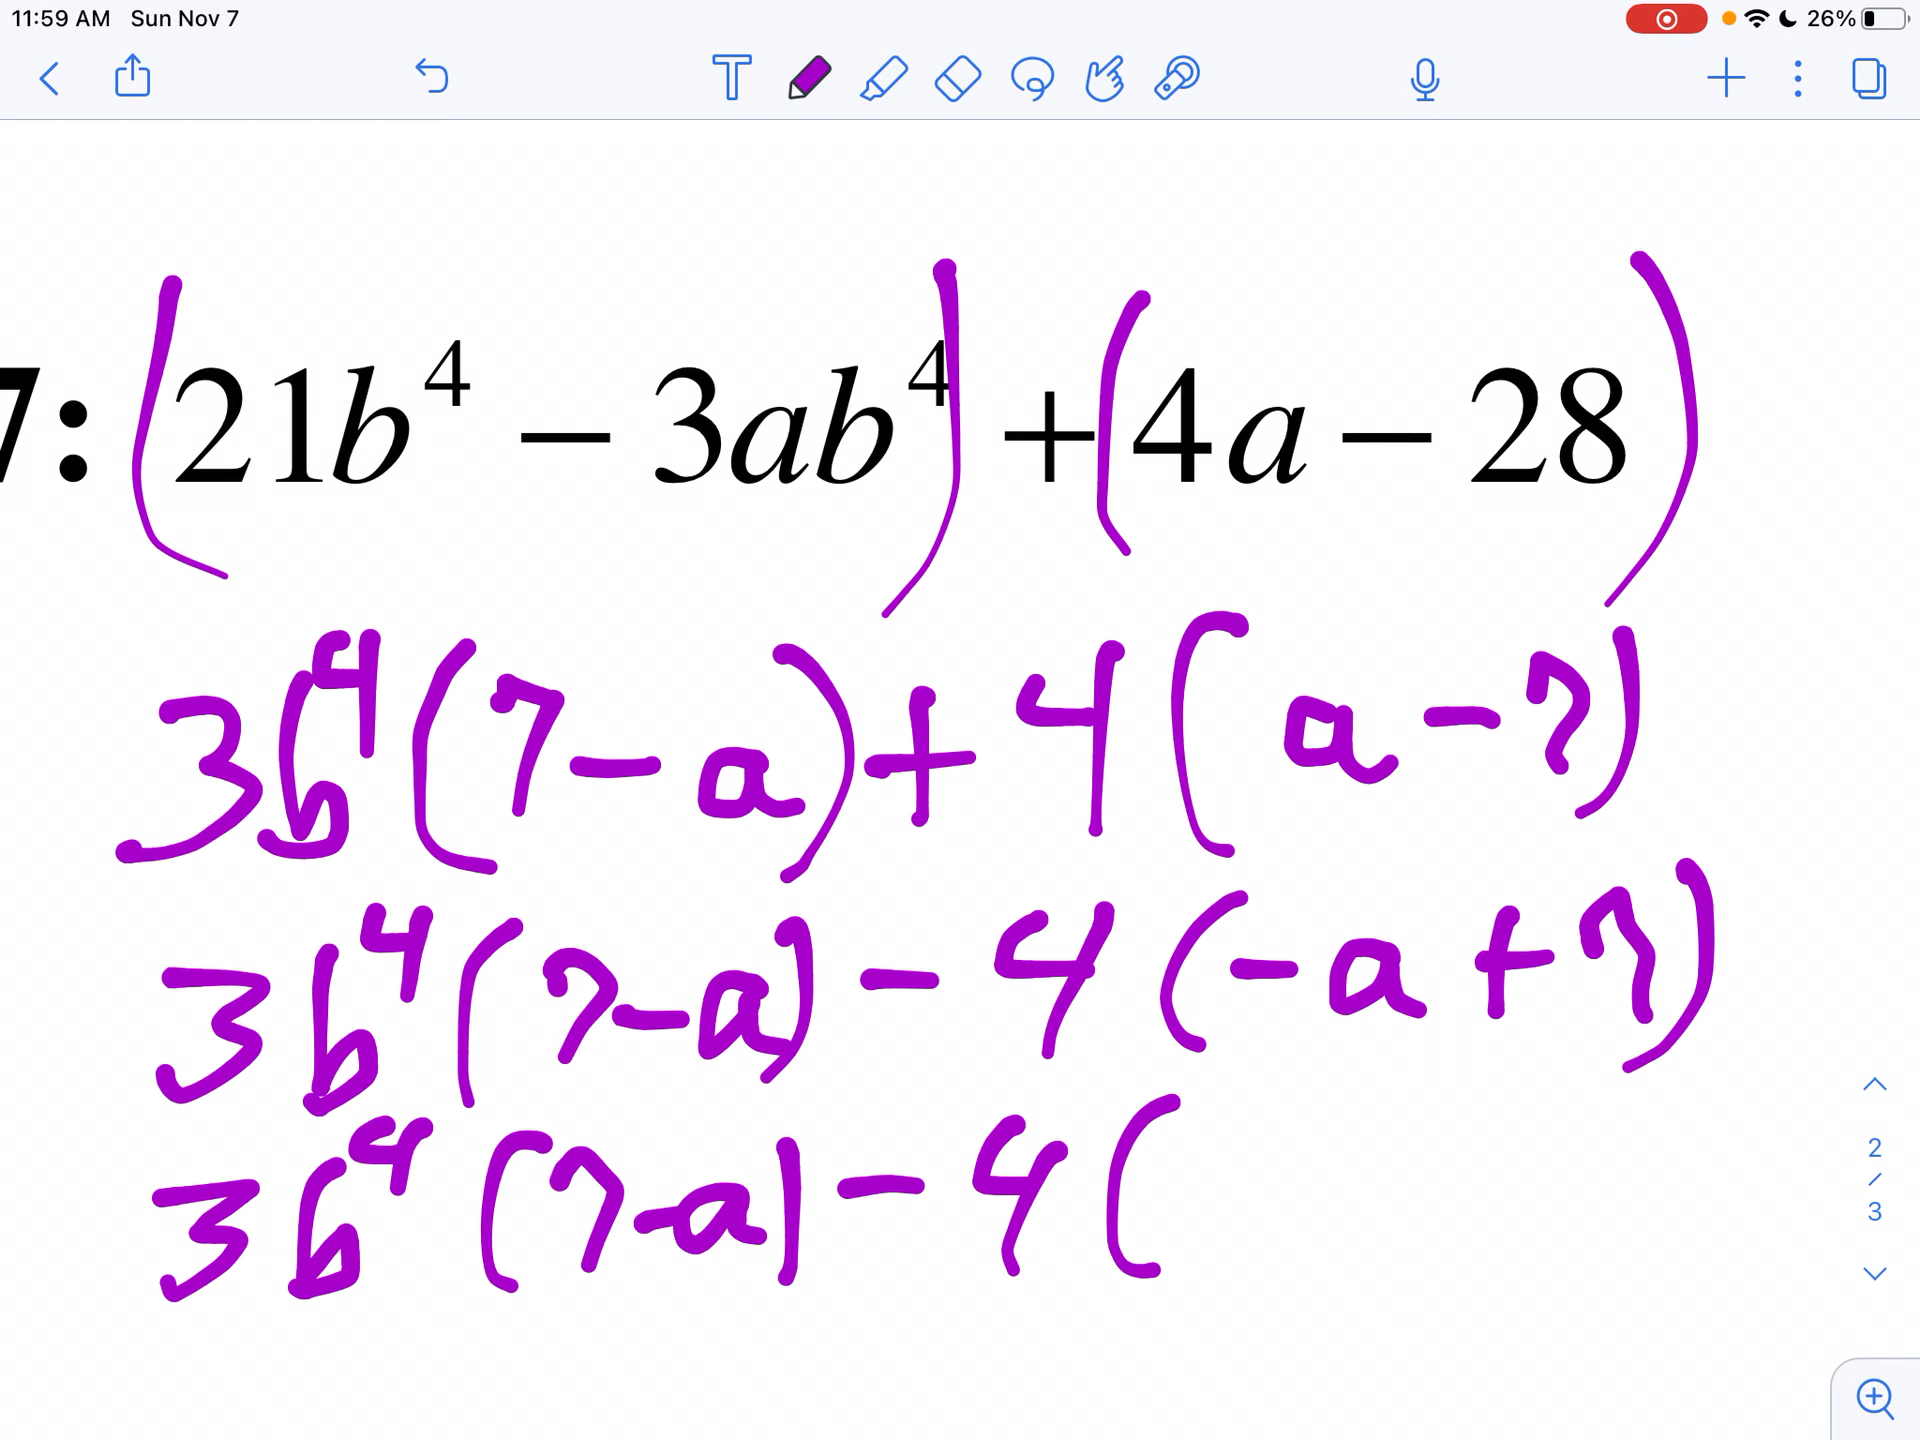 11:59 AM Sun Nov 7 26%
T
7: (21b⁴ − 3ab⁴) + (4a − 28)
3b⁴(7 − a) + 4(a − 7)
3b⁴(7 − a) − 4(−a + 7)
3b⁴(7 − a) − 4(
2
/
3